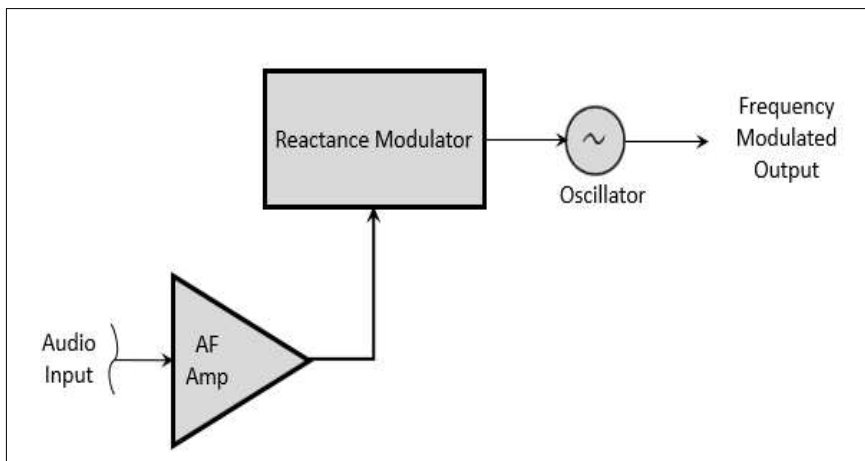 Reactance Modulator
Oscillator
Frequency
Modulated
Output
Audio
Input
AF
Amp